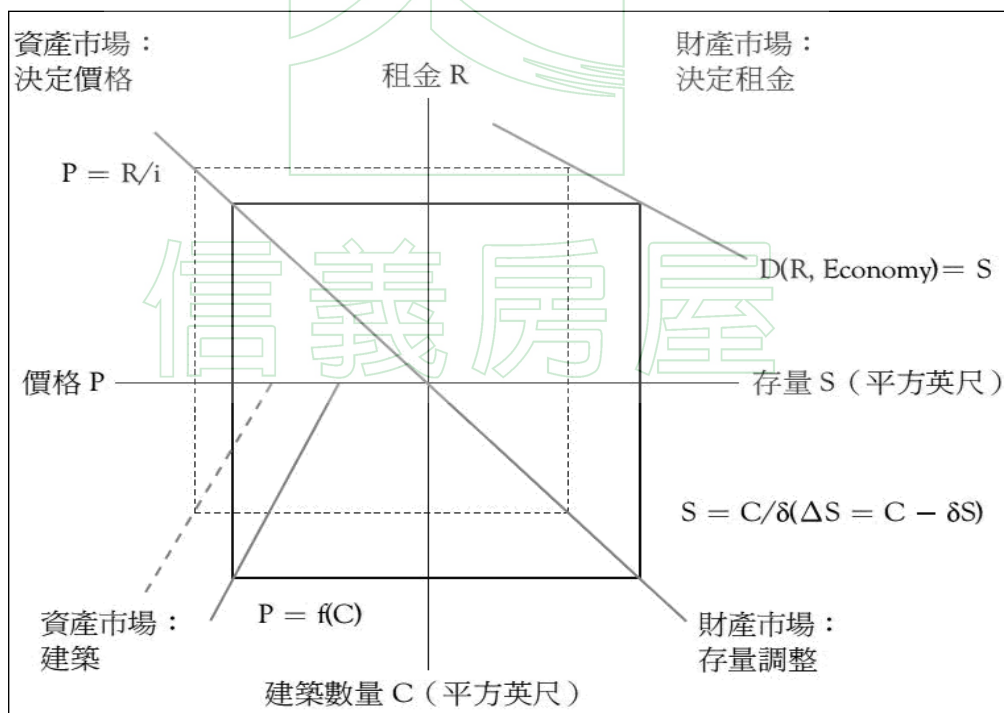 資產市場：
決定價格
租金 R
財產市場：
決定租金
P = R/i
D(R, Economy)= S
信義房屋
價格 P
存量 S（平方英尺）
S = C/δ(ΔS = C − δS)
P = f(C)
資產市場：
建築
財產市場：
存量調整
建築數量 C（平方英尺）